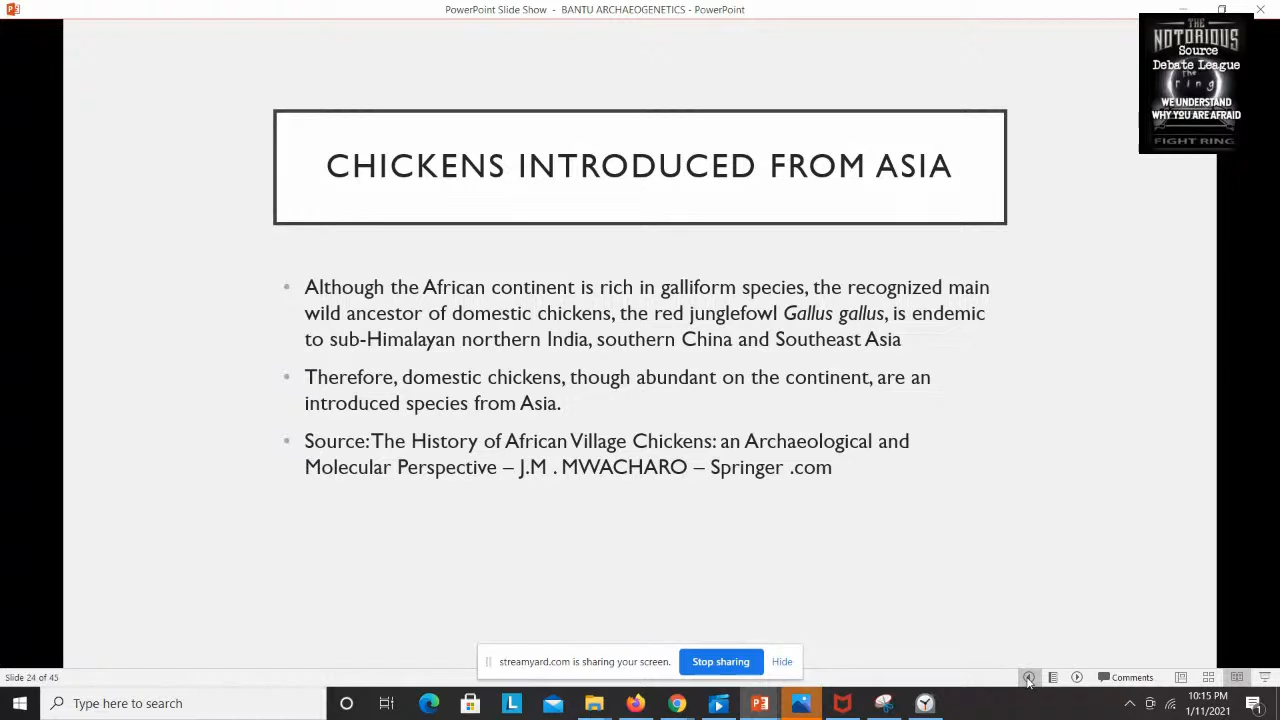 PowerPoint Slide Show - BANTU ARCHAEOGENETICS - PowerPoint
THE
NOTORIOUS
Source
Debate League
The
ring
WE UNDERSTAND
WHY YOU ARE AFRAID
FIGHT RING
CHICKENS INTRODUCED FROM ASIA
• Although the African continent is rich in galliform species, the recognized main
wild ancestor of domestic chickens, the red junglefowl Gallus gallus, is endemic
to sub-Himalayan northern India, southern China and Southeast Asia
• Therefore, domestic chickens, though abundant on the continent, are an
introduced species from Asia.
• Source: The History of African Village Chickens: an Archaeological and
Molecular Perspective – J.M . MWACHARO – Springer .com
streamyard.com is sharing your screen. Stop sharing Hide
Slide 24 of 45
Comments
Type here to search
10:15 PM
1/11/2021
1